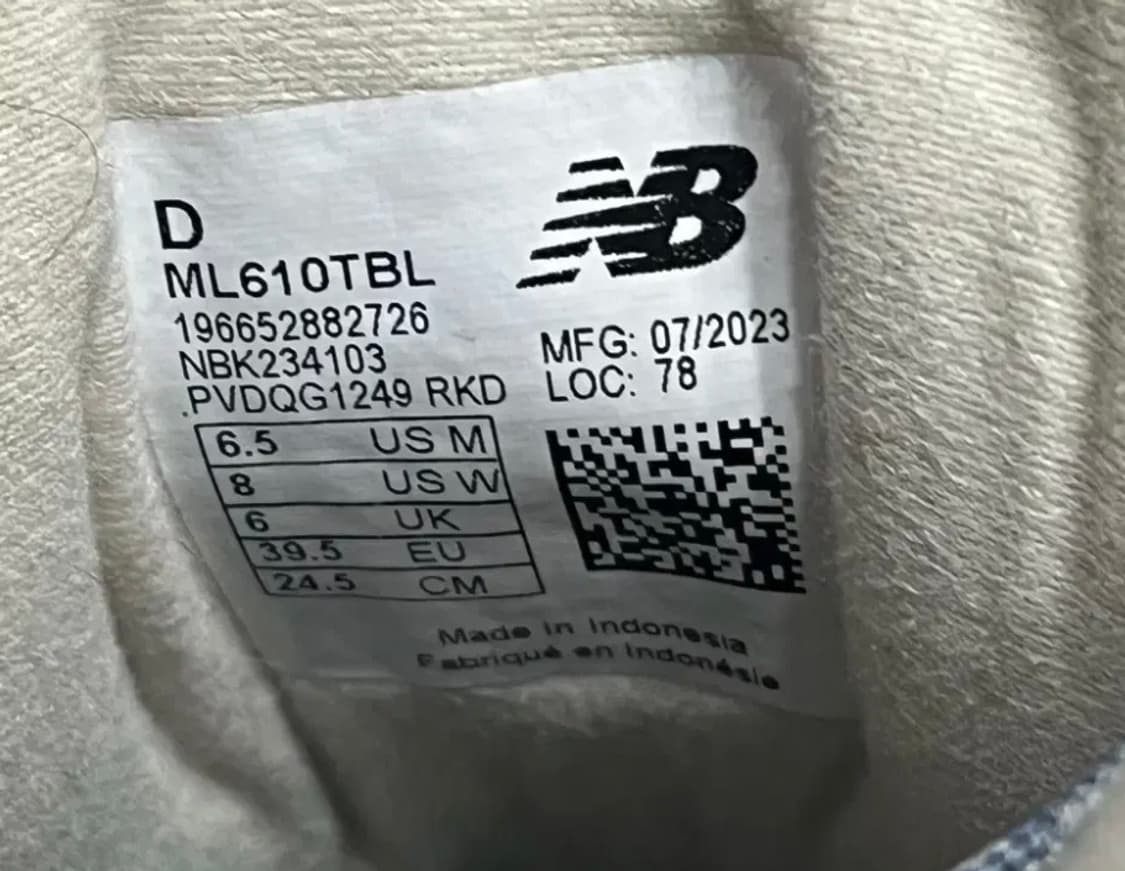 NB
D
ML610TBL
196652882726
NBK234103
.PVDQG1249 RKD
MFG: 07/2023
LOC: 78
6.5 US M
8 US W
6 UK
39.5 EU
24.5 CM
Made in Indonesia
Fabriqué en Indonésie